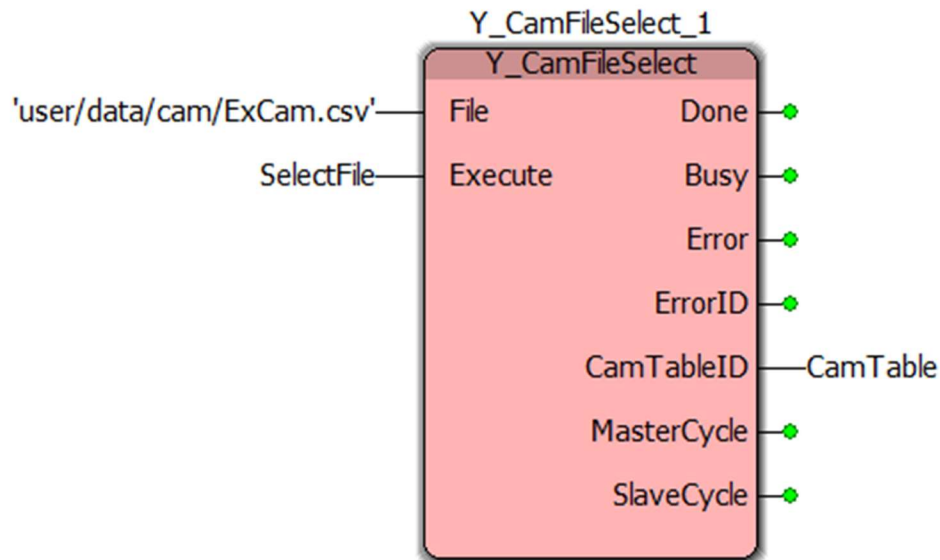 Y_CamFileSelect_1
Y_CamFileSelect
'user/data/cam/ExCam.csv' File Done
SelectFile Execute Busy
Error
ErrorID
CamTableID CamTable
MasterCycle
SlaveCycle